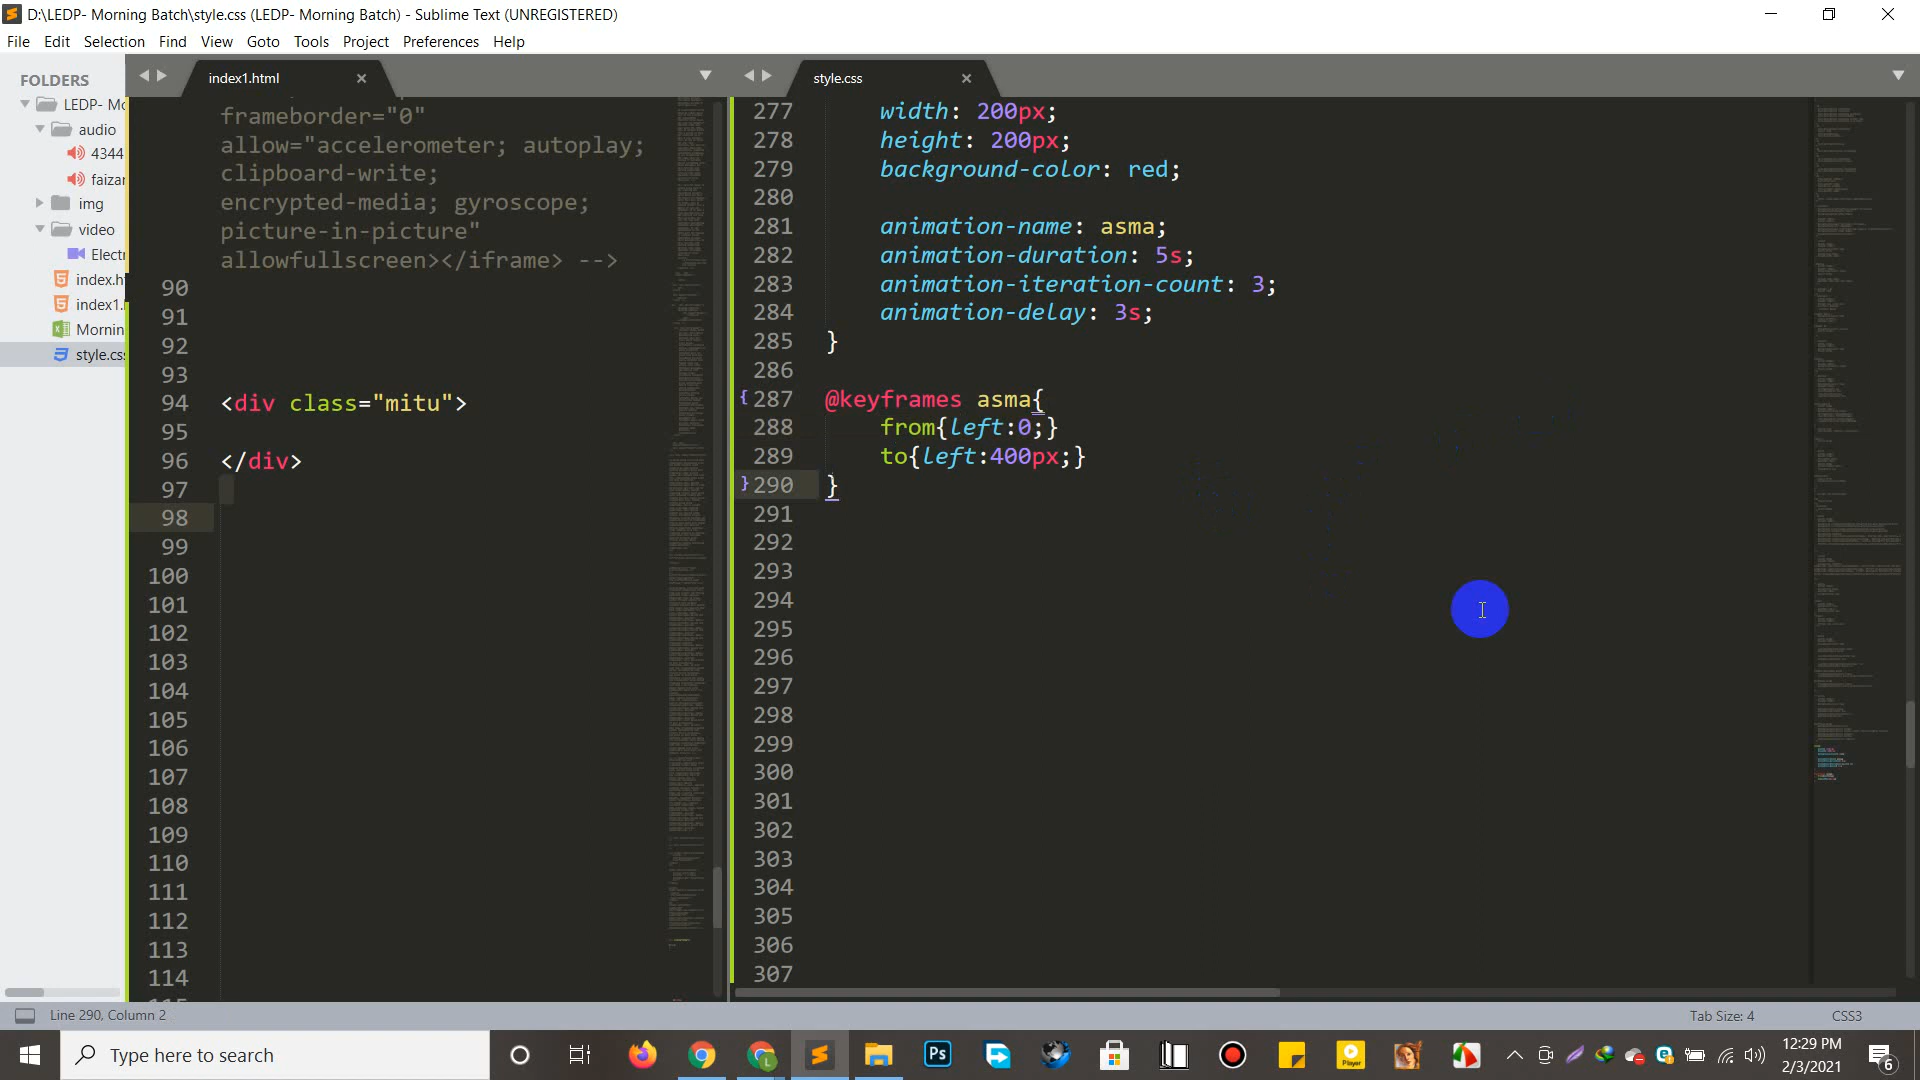 D:\LEDP- Morning Batch\style.css (LEDP- Morning Batch) - Sublime Text (UNREGISTERED)
File Edit Selection Find View Goto Tools Project Preferences Help
FOLDERS
LEDP- Mo
audio
4344
faizan
img
video
Electr
index.h
index1.
Mornin
style.css
index1.html
frameborder="0"
allow="accelerometer; autoplay;
clipboard-write;
encrypted-media; gyroscope;
picture-in-picture"
allowfullscreen></iframe> -->
90
91
92
93
94 <div class="mitu">
95
96 </div>
97
98
99
100
101
102
103
104
105
106
107
108
109
110
111
112
113
114
style.css
277 width: 200px;
278 height: 200px;
279 background-color: red;
280
281 animation-name: asma;
282 animation-duration: 5s;
283 animation-iteration-count: 3;
284 animation-delay: 3s;
285 }
286
287 @keyframes asma{
288 from{left:0;}
289 to{left:400px;}
290 }
291
292
293
294
295
296
297
298
299
300
301
302
303
304
305
306
307
Line 290, Column 2
Tab Size: 4
CSS3
Type here to search
Ps
L
Player
12:29 PM
2/3/2021
6